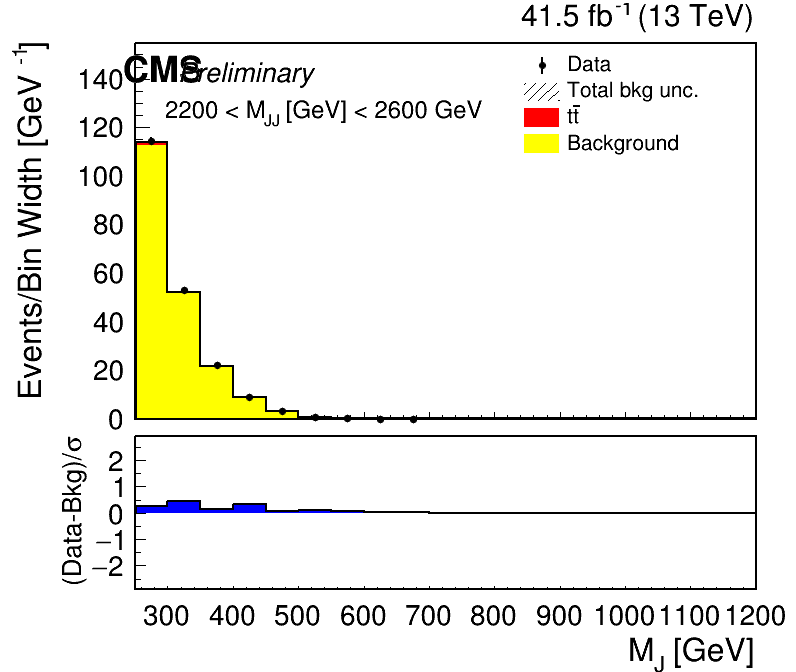 41.5 fb⁻¹ (13 TeV)
CMS Preliminary
2200 < M_JJ [GeV] < 2600 GeV
Data
Total bkg unc.
tt̄
Background
Events/Bin Width [GeV⁻¹]
140
120
100
80
60
40
20
0
(Data-Bkg)/σ
2
1
0
−1
−2
300 400 500 600 700 800 900 1000 1100 1200
M_J [GeV]